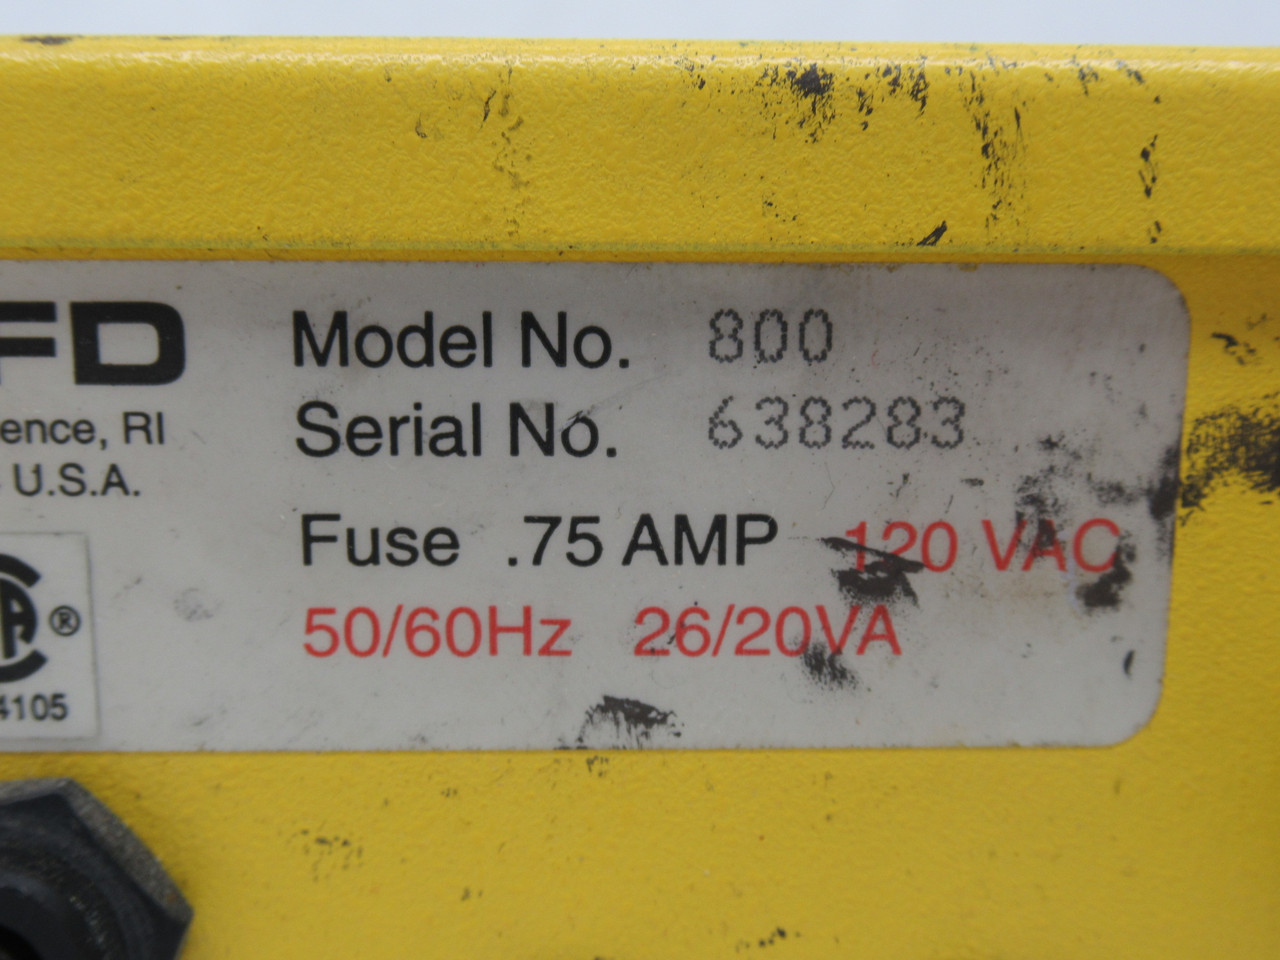 FD
Model No. 800
ence, RI
Serial No. 638283
U.S.A.
Fuse .75 AMP 120 VAC
50/60Hz 26/20VA
®
4105